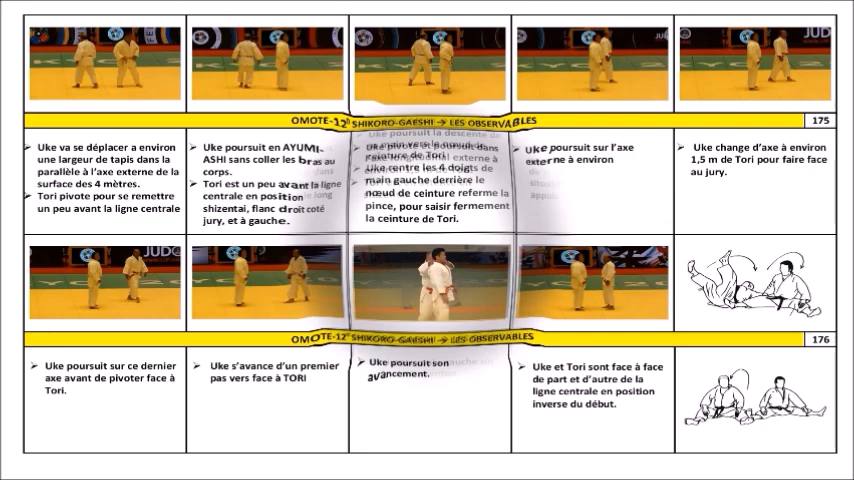 JUDO
JUD
OMOTE-12 SHIKORO-GAESHI → LES OBSERVABLES
175
➢ Uke va se déplacer a environ
une largeur de tapis dans la
parallèle à l'axe externe de la
surface des 4 mètres.
➢ Tori pivote pour se remettre
un peu avant la ligne centrale
➢ Uke poursuit en AYUMI-
ASHI sans coller les bras au
corps.
➢ Tori est un peu avant la ligne
centrale en position
shizentai, flanc droit coté
jury, et à gauche.
➢ Uke rentre les 4 doigts de
main gauche derrière le
nœud de ceinture referme la
pince, pour saisir fermement
la ceinture de Tori.
➢ Uke poursuit sur l'axe
externe à environ
➢ Uke change d'axe à environ
1,5 m de Tori pour faire face
au jury.
JUDO
OMOTE-12 SHIKORO-GAESHI → LES OBSERVABLES
176
➢ Uke poursuit sur ce dernier
axe avant de pivoter face à
Tori.
➢ Uke s'avance d'un premier
pas vers face à TORI
➢ Uke poursuit son
avancement.
➢ Uke et Tori sont face à face
de part et d'autre de la
ligne centrale en position
inverse du début.